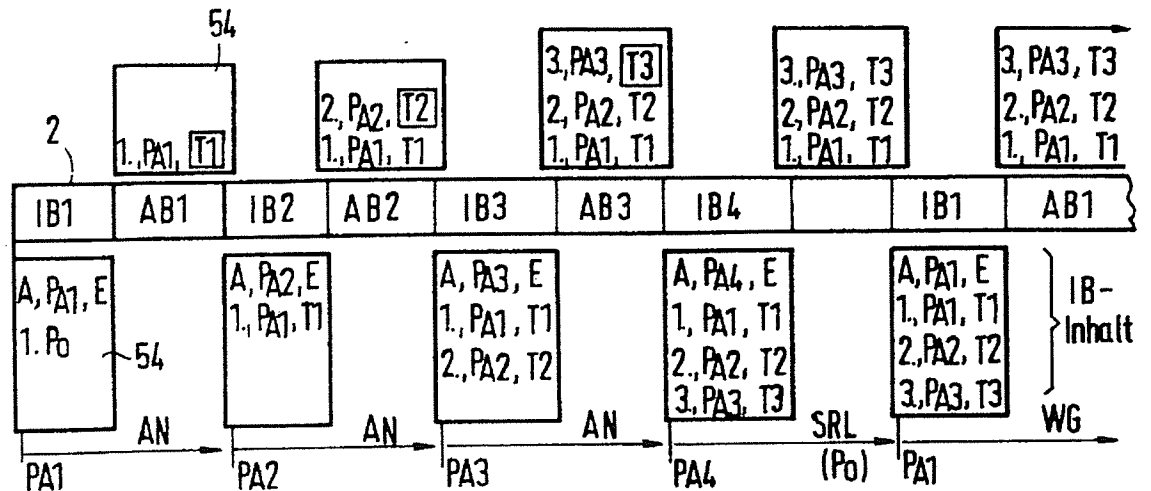 54
1., PA1, T1
2., PA2, T2
1., PA1, T1
3., PA3, T3
2, PA2, T2
1., PA1, T1
3., PA3, T3
2, PA2, T2
1., PA1, T1
3, PA3, T3
2., PA2, T2
1., PA1, T1
2
IB1 AB1 IB2 AB2 IB3 AB3 IB4 IB1 AB1
A, PA1, E
1. P0
54
A, PA2, E
1., PA1, T1
A, PA3, E
1., PA1, T1
2., PA2, T2
A, PA4, E
1, PA1, T1
2., PA2, T2
3., PA3, T3
A, PA1, E
1., PA1, T1
2., PA2, T2
3., PA3, T3
IB-
Inhalt
AN AN AN SRL WG
(P0)
PA1 PA2 PA3 PA4 PA1